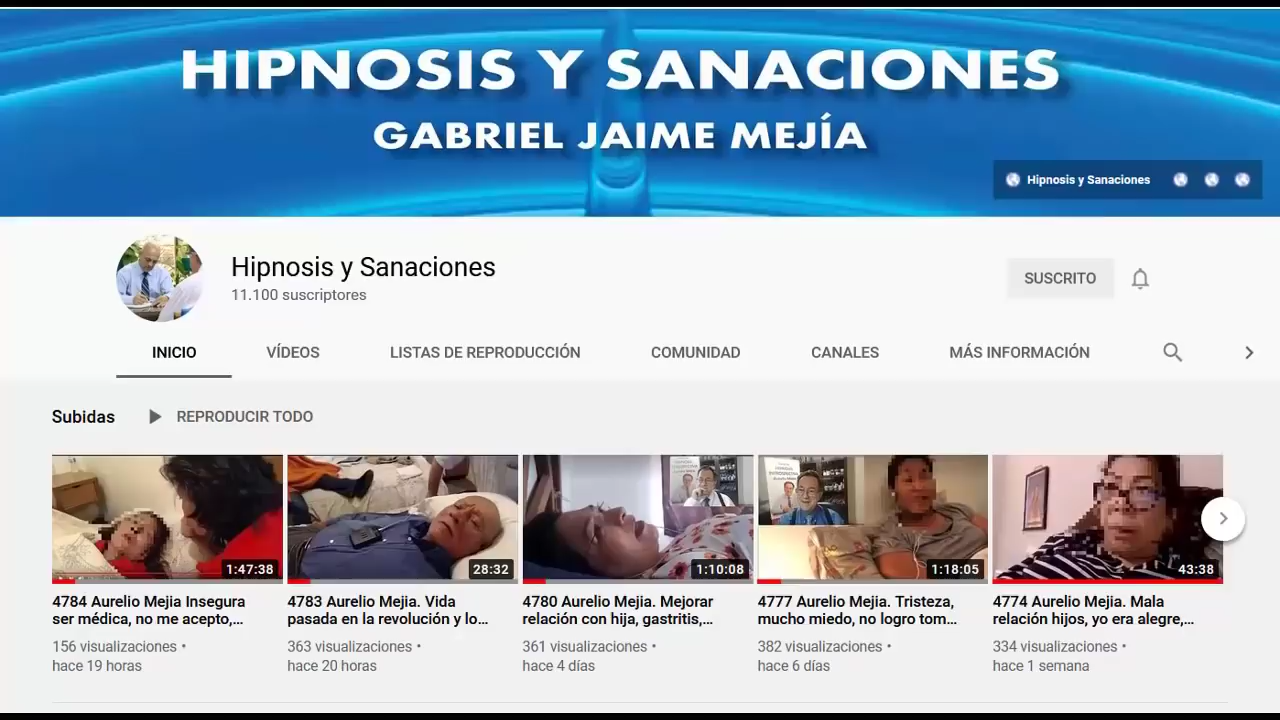 HIPNOSIS Y SANACIONES
GABRIEL JAIME MEJÍA
Hipnosis y Sanaciones
Hipnosis y Sanaciones
11.100 suscriptores
SUSCRITO
INICIO
VÍDEOS
LISTAS DE REPRODUCCIÓN
COMUNIDAD
CANALES
MÁS INFORMACIÓN
Subidas
REPRODUCIR TODO
1:47:38
28:32
1:10:08
1:18:05
43:38
4784 Aurelio Mejia Insegura
ser médica, no me acepto,...
156 visualizaciones •
hace 19 horas
4783 Aurelio Mejia. Vida
pasada en la revolución y lo...
363 visualizaciones •
hace 20 horas
4780 Aurelio Mejia. Mejorar
relación con hija, gastritis,...
361 visualizaciones •
hace 4 días
4777 Aurelio Mejia. Tristeza,
mucho miedo, no logro tom...
382 visualizaciones •
hace 6 días
4774 Aurelio Mejia. Mala
relación hijos, yo era alegre,...
334 visualizaciones •
hace 1 semana